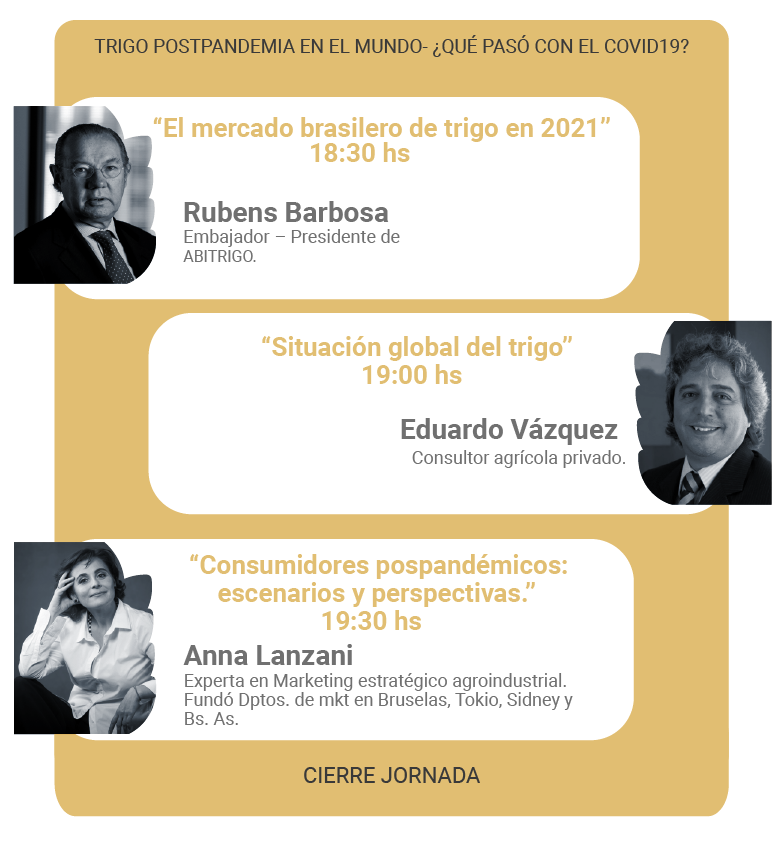 TRIGO POSTPANDEMIA EN EL MUNDO- ¿QUÉ PASÓ CON EL COVID19?
“El mercado brasilero de trigo en 2021”
18:30 hs
Rubens Barbosa
Embajador – Presidente de
ABITRIGO.
“Situación global del trigo”
19:00 hs
Eduardo Vázquez
Consultor agrícola privado.
“Consumidores pospandémicos:
escenarios y perspectivas.”
19:30 hs
Anna Lanzani
Experta en Marketing estratégico agroindustrial.
Fundó Dptos. de mkt en Bruselas, Tokio, Sidney y
Bs. As.
CIERRE JORNADA